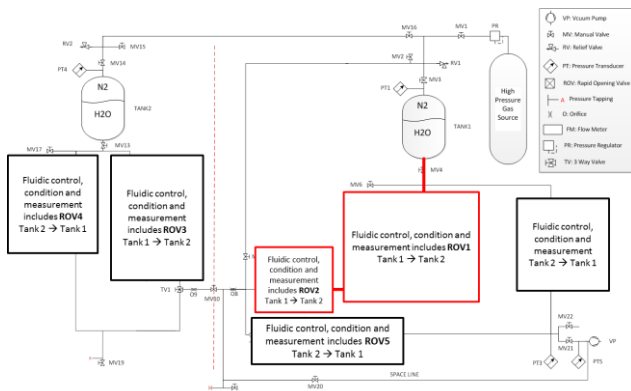 MV16
MV1
PR
RV2
MV15
MV14
MV2
RV1
PT4
MV3
PT1
N2
H2O
TANK2
N2
H2O
TANK1
High
Pressure
Gas
Source
MV13
MV17
MV4
MV6
Fluidic control,
condition and
measurement
includes ROV4
Tank 2 → Tank 1
Fluidic control,
condition and
measurement
includes ROV3
Tank 1 → Tank 2
Fluidic control, condition and
measurement includes ROV1
Tank 1 → Tank 2
Fluidic control,
condition and
measurement
includes ROV2
Tank 1 → Tank 2
Fluidic control,
condition and
measurement
Tank 2 → Tank 1
TV1
O9
MV10
O8
Fluidic control, condition and
measurement includes ROV5
Tank 2 → Tank 1
MV22
MV21
VP
PT3
PT5
MV19
MV20
SPACE LINE
VP: Vcuum Pump
MV: Manual Valve
RV: Relief Valve
PT: Pressure Transducer
ROV: Rapid Opening Valve
A Pressure Tapping
O: Orifice
FM: Flow Meter
PR: Pressure Regulator
TV: 3 Way Valve